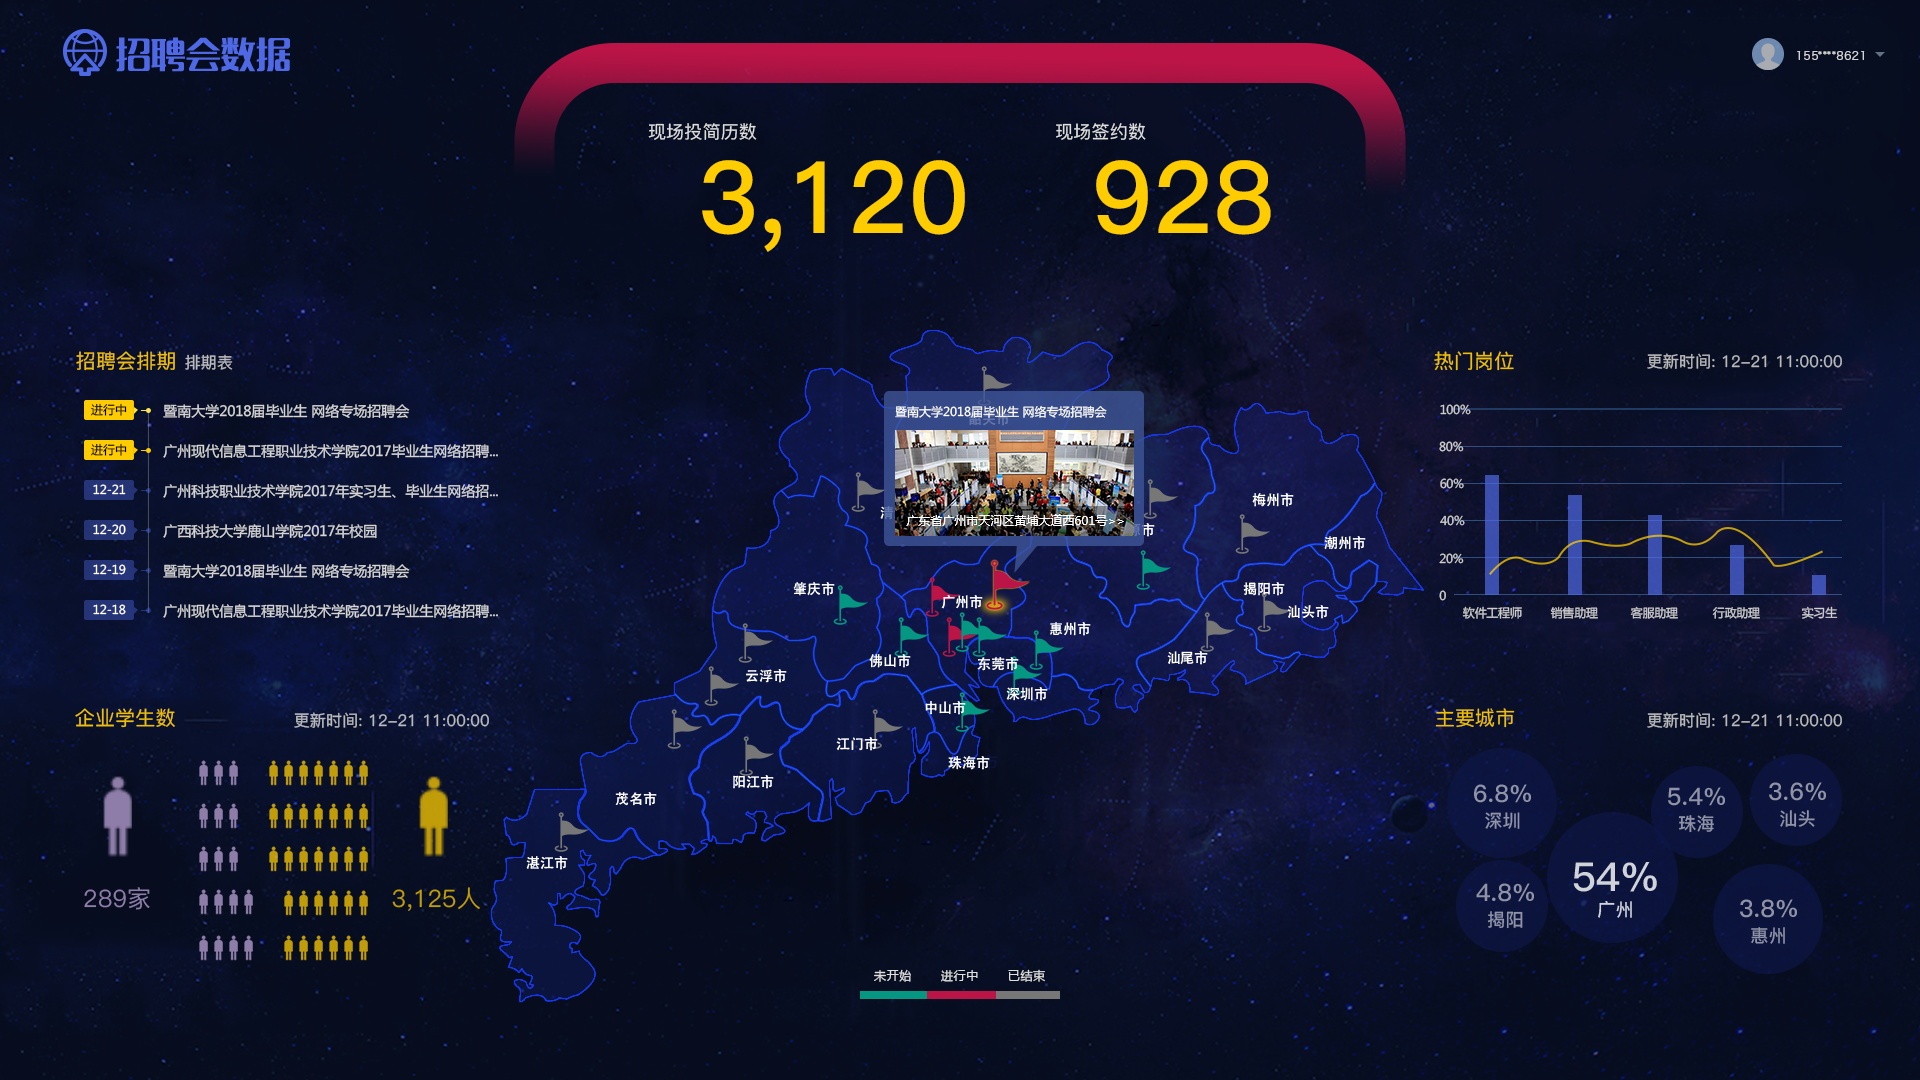 招聘会数据
155****8621
现场投简历数
3,120
现场签约数
928
招聘会排期 排期表
进行中 暨南大学2018届毕业生 网络专场招聘会
进行中 广州现代信息工程职业技术学院2017毕业生网络招聘...
12-21 广州科技职业技术学院2017年实习生、毕业生网络招...
12-20 广西科技大学鹿山学院2017年校园
12-19 暨南大学2018届毕业生 网络专场招聘会
12-18 广州现代信息工程职业技术学院2017毕业生网络招聘...
企业学生数
更新时间: 12-21 11:00:00
289家
3,125人
暨南大学2018届毕业生 网络专场招聘会
韶关市
广东省广州市天河区黄埔大道西601号>>
清
市
梅州市
潮州市
肇庆市
广州市
揭阳市
汕头市
惠州市
佛山市
东莞市
汕尾市
云浮市
深圳市
中山市
江门市
珠海市
阳江市
茂名市
湛江市
未开始 进行中 已结束
热门岗位
更新时间: 12-21 11:00:00
100%
80%
60%
40%
20%
0
软件工程师 销售助理 客服助理 行政助理 实习生
主要城市
更新时间: 12-21 11:00:00
6.8%
深圳
5.4%
珠海
3.6%
汕头
54%
广州
4.8%
揭阳
3.8%
惠州